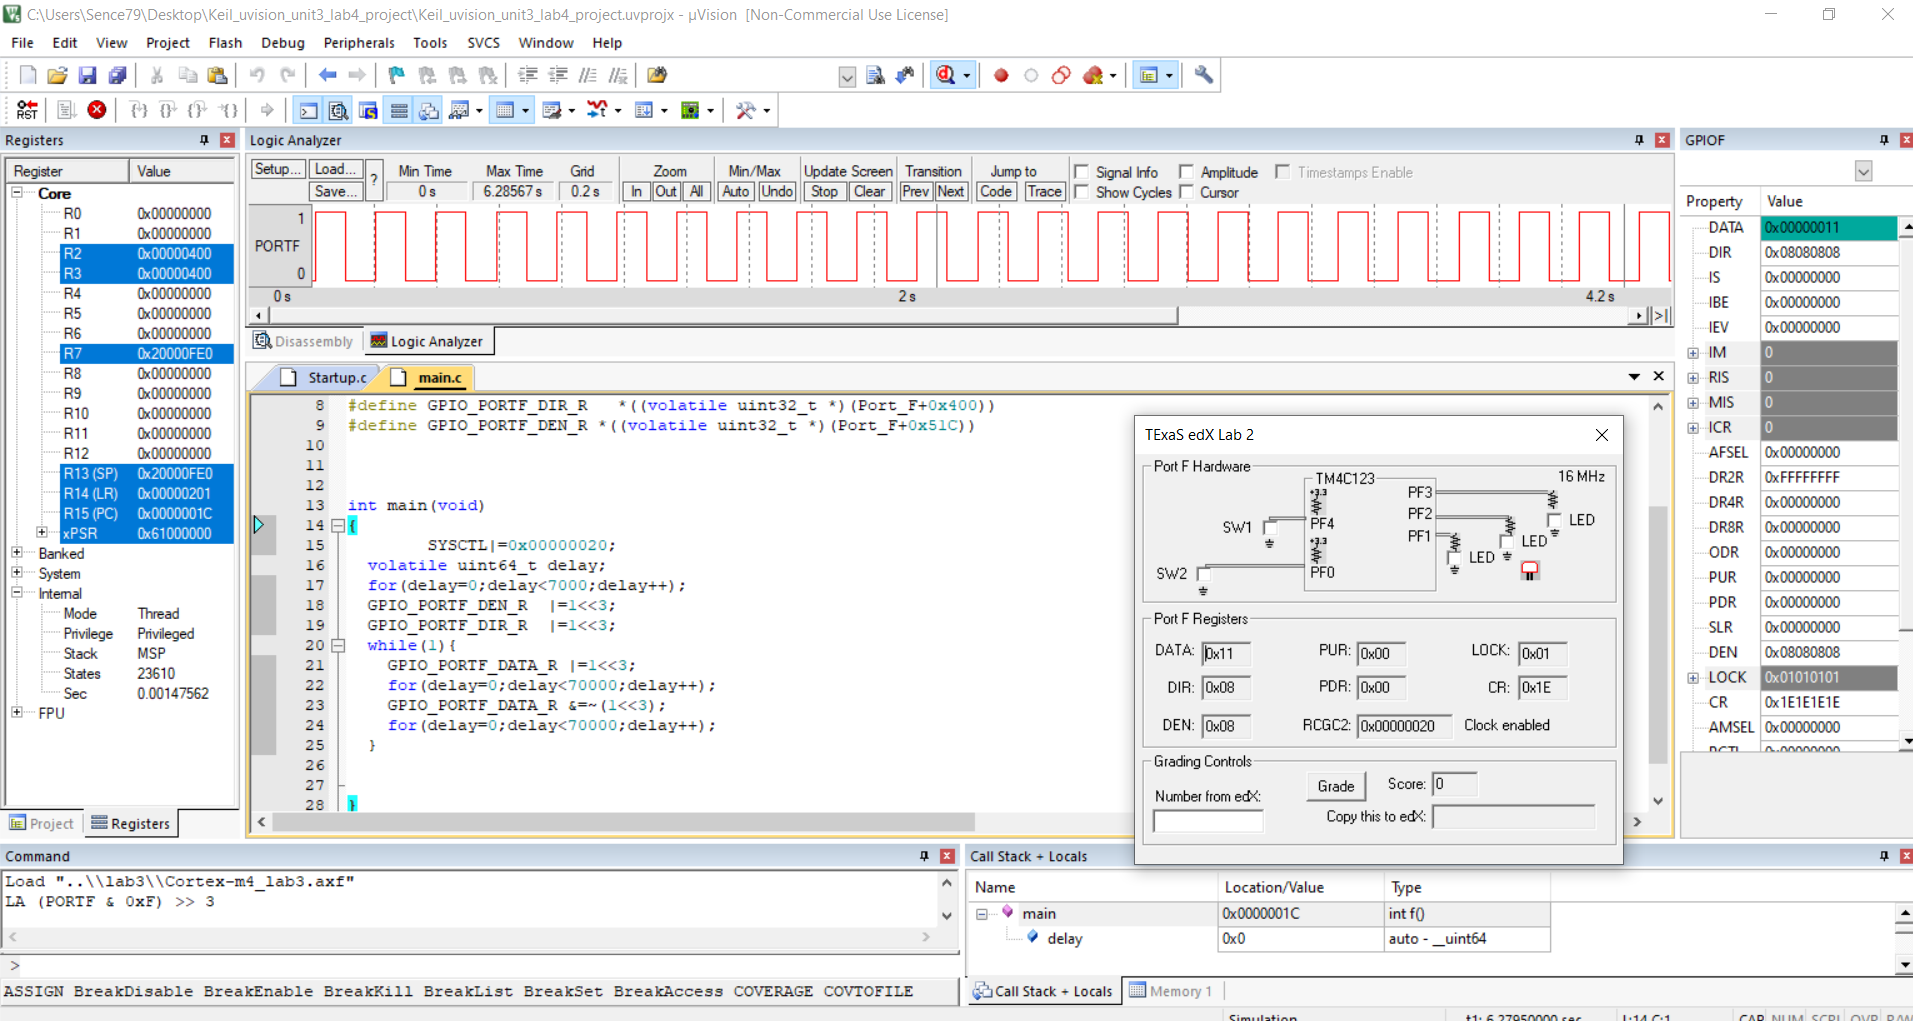 C:\Users\Sence79\Desktop\Keil_uvision_unit3_lab4_project\Keil_uvision_unit3_lab4_project.uvprojx - µVision  [Non-Commercial Use License]
File Edit View Project Flash Debug Peripherals Tools SVCS Window Help
Registers
Register Value
Core
R0 0x00000000
R1 0x00000000
R2 0x00000400
R3 0x00000400
R4 0x00000000
R5 0x00000000
R6 0x00000000
R7 0x20000FE0
R8 0x00000000
R9 0x00000000
R10 0x00000000
R11 0x00000000
R12 0x00000000
R13 (SP) 0x20000FE0
R14 (LR) 0x00000201
R15 (PC) 0x0000001C
xPSR 0x61000000
Banked
System
Internal
Mode Thread
Privilege Privileged
Stack MSP
States 23610
Sec 0.00147562
FPU
Project Registers
Logic Analyzer
Setup... Load... Save... ?
Min Time Max Time Grid Zoom Min/Max Update Screen Transition Jump to Signal Info Amplitude Timestamps Enable
0 s 6.28567 s 0.2 s In Out All Auto Undo Stop Clear Prev Next Code Trace Show Cycles Cursor
1
PORTF
0
0 s 2 s 4.2 s
Disassembly Logic Analyzer
Startup.c main.c
8 #define GPIO_PORTF_DIR_R   *((volatile uint32_t *)(Port_F+0x400))
9 #define GPIO_PORTF_DEN_R *((volatile uint32_t *)(Port_F+0x51C))
10
11
12
13 int main(void)
14 {
15 SYSCTL|=0x00000020;
16 volatile uint64_t delay;
17 for(delay=0;delay<7000;delay++);
18 GPIO_PORTF_DEN_R  |=1<<3;
19 GPIO_PORTF_DIR_R  |=1<<3;
20 while(1){
21 GPIO_PORTF_DATA_R |=1<<3;
22 for(delay=0;delay<70000;delay++);
23 GPIO_PORTF_DATA_R &=~(1<<3);
24 for(delay=0;delay<70000;delay++);
25 }
26
27
28 }
TExaS edX Lab 2
Port F Hardware
TM4C123 16 MHz
+3.3 PF3
SW1 PF4 PF2 LED
+3.3 PF1 LED
SW2 PF0 LED
Port F Registers
DATA: 0x11 PUR: 0x00 LOCK: 0x01
DIR: 0x08 PDR: 0x00 CR: 0x1E
DEN: 0x08 RCGC2: 0x00000020 Clock enabled
Grading Controls
Number from edX: Grade Score: 0
Copy this to edX:
GPIOF
Property Value
DATA 0x00000011
DIR 0x08080808
IS 0x00000000
IBE 0x00000000
IEV 0x00000000
IM 0
RIS 0
MIS 0
ICR 0
AFSEL 0x00000000
DR2R 0xFFFFFFFF
DR4R 0x00000000
DR8R 0x00000000
ODR 0x00000000
PUR 0x00000000
PDR 0x00000000
SLR 0x00000000
DEN 0x08080808
LOCK 0x01010101
CR 0x1E1E1E1E
AMSEL 0x00000000
Command
Load "..\\lab3\\Cortex-m4_lab3.axf"
LA (PORTF & 0xF) >> 3
>
ASSIGN BreakDisable BreakEnable BreakKill BreakList BreakSet BreakAccess COVERAGE COVTOFILE
Call Stack + Locals
Name Location/Value Type
main 0x0000001C int f()
delay 0x0 auto - __uint64
Call Stack + Locals Memory 1
Simulation t1: 6.27950000 sec L:14 C:1 CAP NUM SCRL OVR R/W